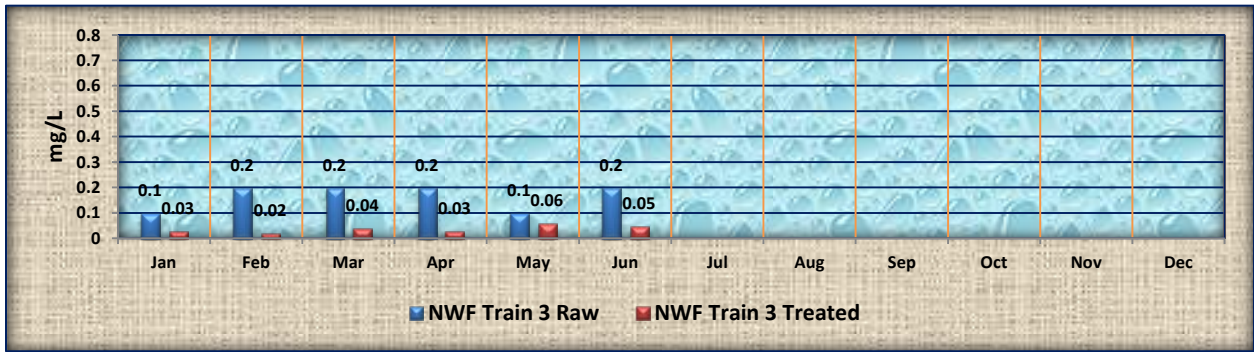 0.8
0.7
0.6
0.5
0.4
0.3
0.2
0.1
0
mg/L
0.1 0.03 0.2 0.02 0.2 0.04 0.2 0.03 0.1 0.06 0.2 0.05
Jan Feb Mar Apr May Jun Jul Aug Sep Oct Nov Dec
NWF Train 3 Raw NWF Train 3 Treated